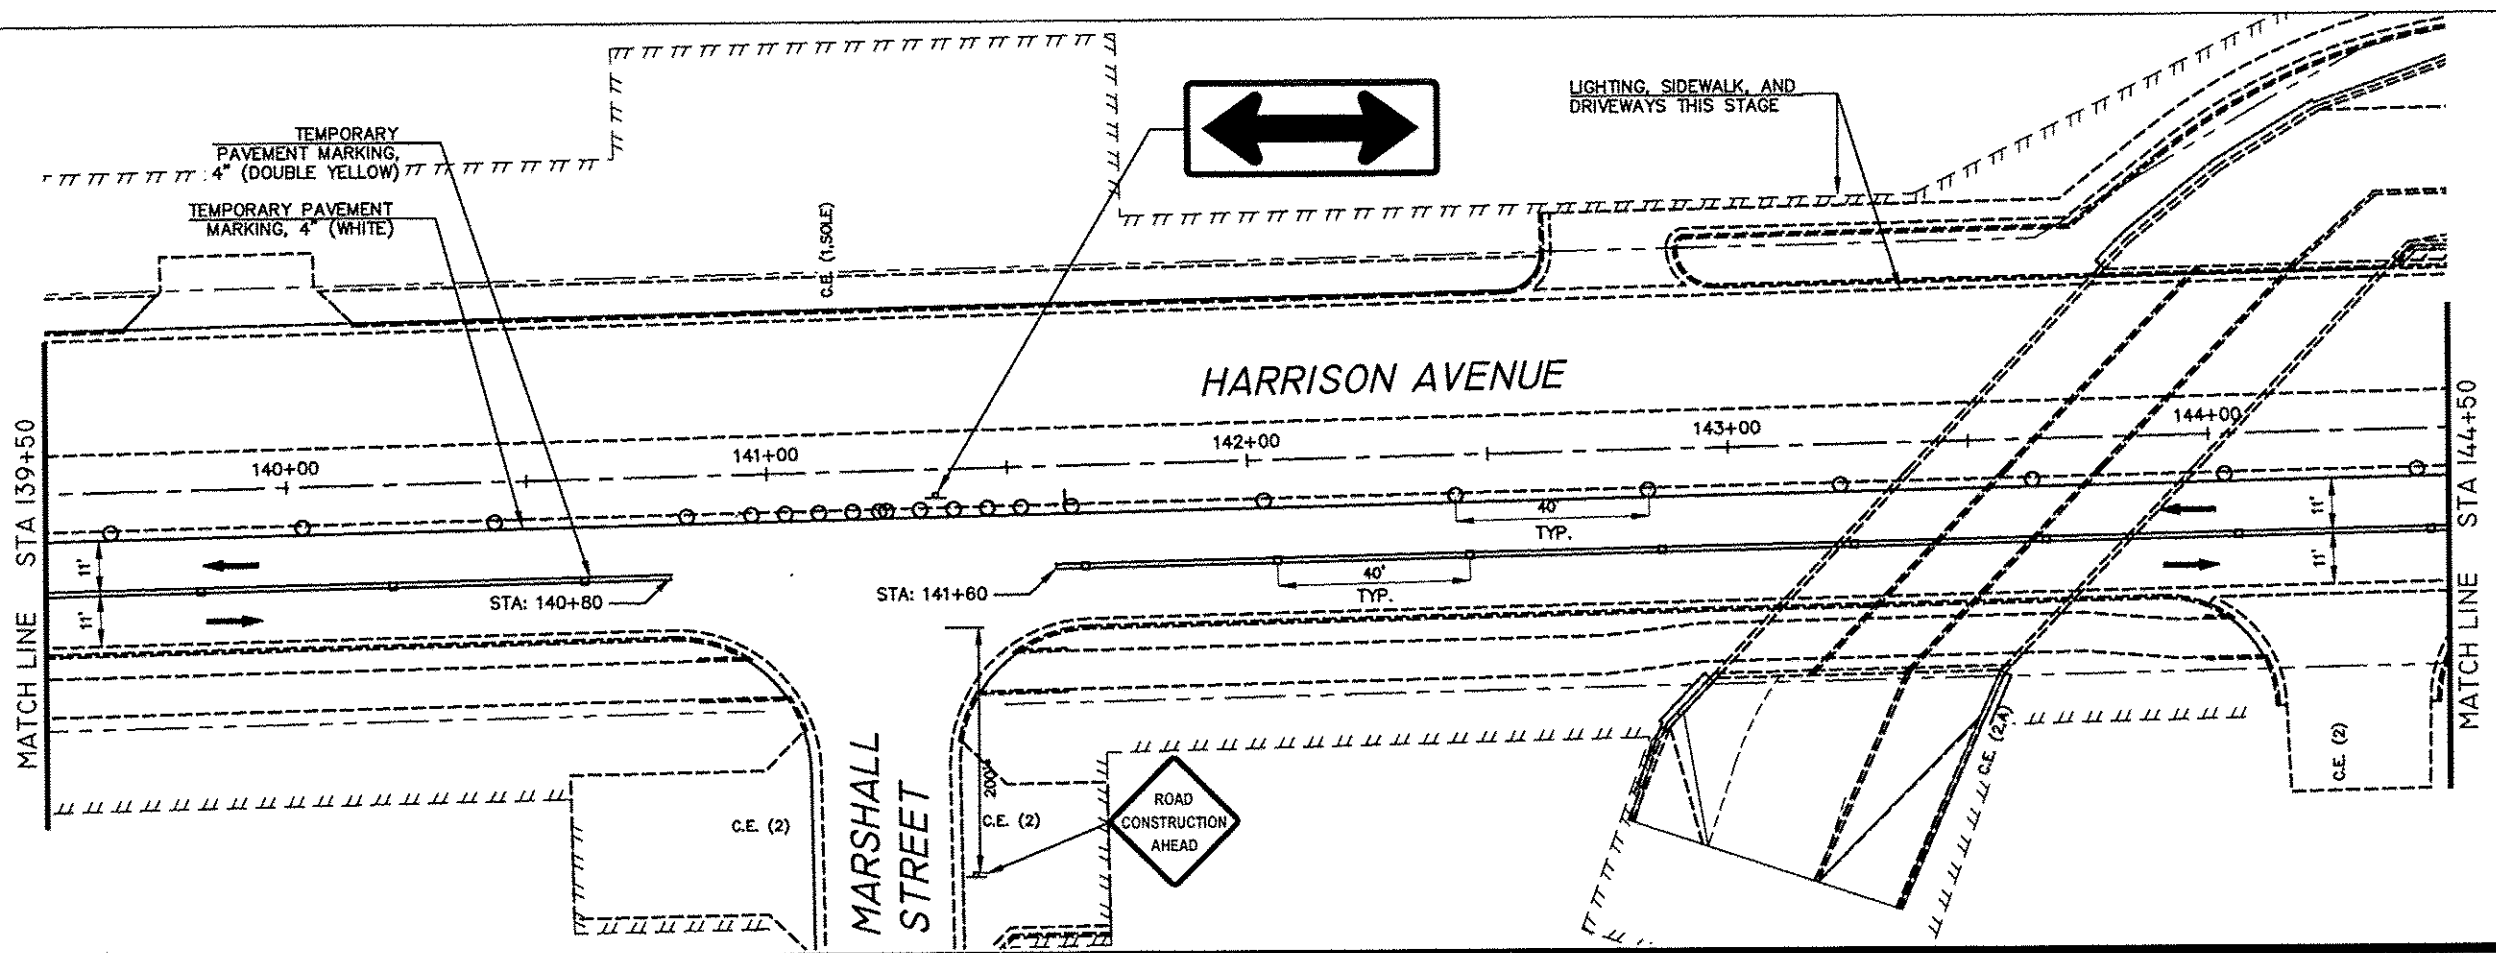 TEMPORARY
PAVEMENT MARKING,
4" (DOUBLE YELLOW)
TEMPORARY PAVEMENT
MARKING, 4" (WHITE)
C.E. (1,SOLE)
LIGHTING, SIDEWALK, AND
DRIVEWAYS THIS STAGE
HARRISON AVENUE
140+00
141+00
142+00
143+00
144+00
MATCH LINE STA 139+50
MATCH LINE STA 144+50
40'
TYP.
11'
11'
11'
11'
STA: 140+80
STA: 141+60
40'
TYP.
MARSHALL
STREET
200'±
C.E. (2)
C.E. (2)
ROAD
CONSTRUCTION
AHEAD
C.E. (2,A)
C.E. (2)